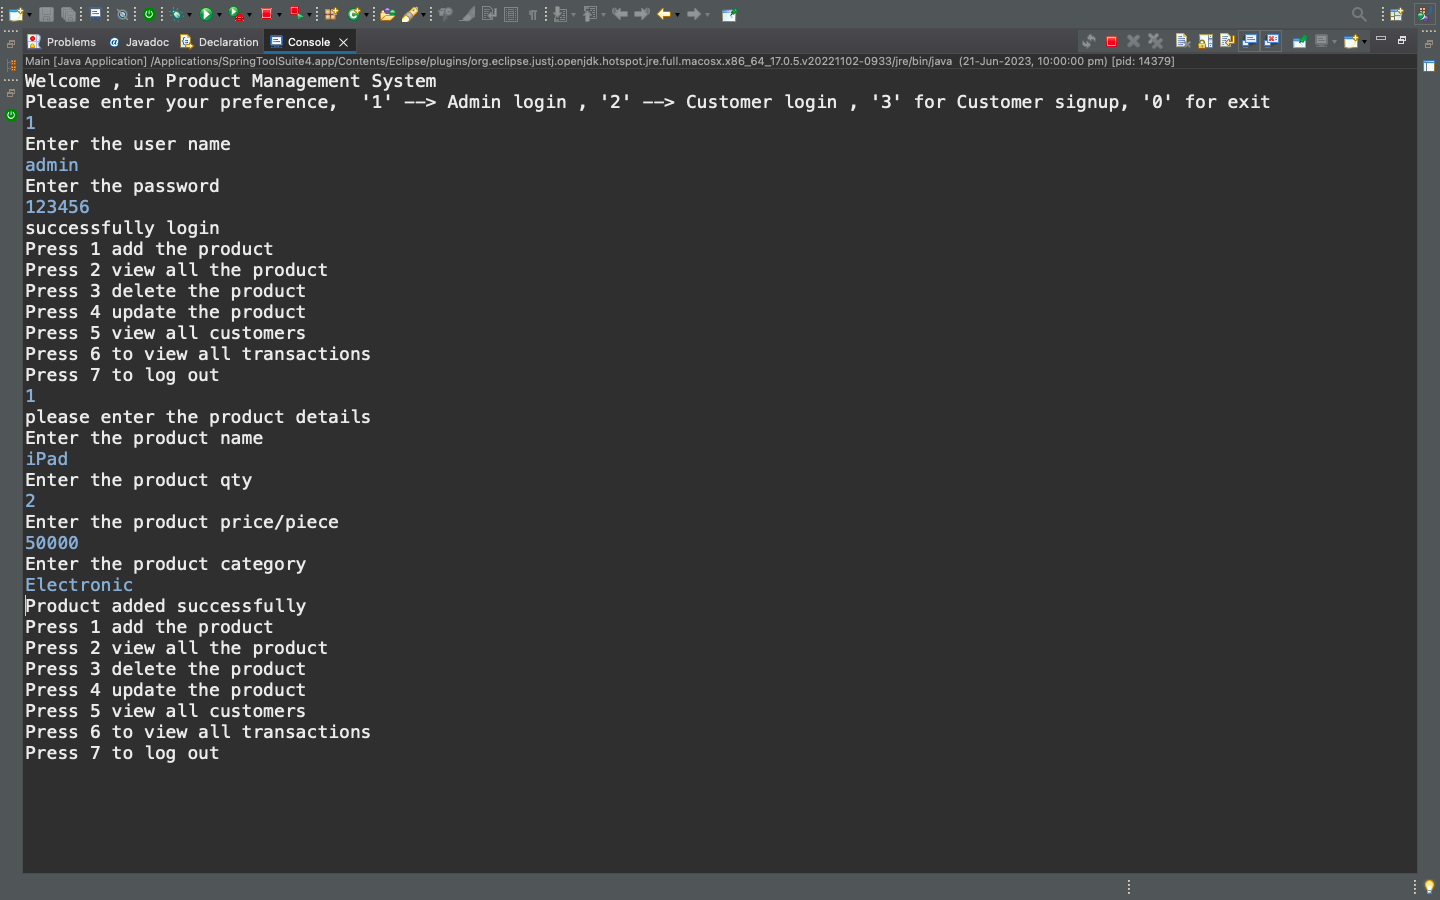 Problems @ Javadoc Declaration Console
Main [Java Application] /Applications/SpringToolSuite4.app/Contents/Eclipse/plugins/org.eclipse.justj.openjdk.hotspot.jre.full.macosx.x86_64_17.0.5.v20221102-0933/jre/bin/java (21-Jun-2023, 10:00:00 pm) [pid: 14379]
Welcome , in Product Management System
Please enter your preference,  '1' --> Admin login , '2' --> Customer login , '3' for Customer signup, '0' for exit
1
Enter the user name
admin
Enter the password
123456
successfully login
Press 1 add the product
Press 2 view all the product
Press 3 delete the product
Press 4 update the product
Press 5 view all customers
Press 6 to view all transactions
Press 7 to log out
1
please enter the product details
Enter the product name
iPad
Enter the product qty
2
Enter the product price/piece
50000
Enter the product category
Electronic
Product added successfully
Press 1 add the product
Press 2 view all the product
Press 3 delete the product
Press 4 update the product
Press 5 view all customers
Press 6 to view all transactions
Press 7 to log out